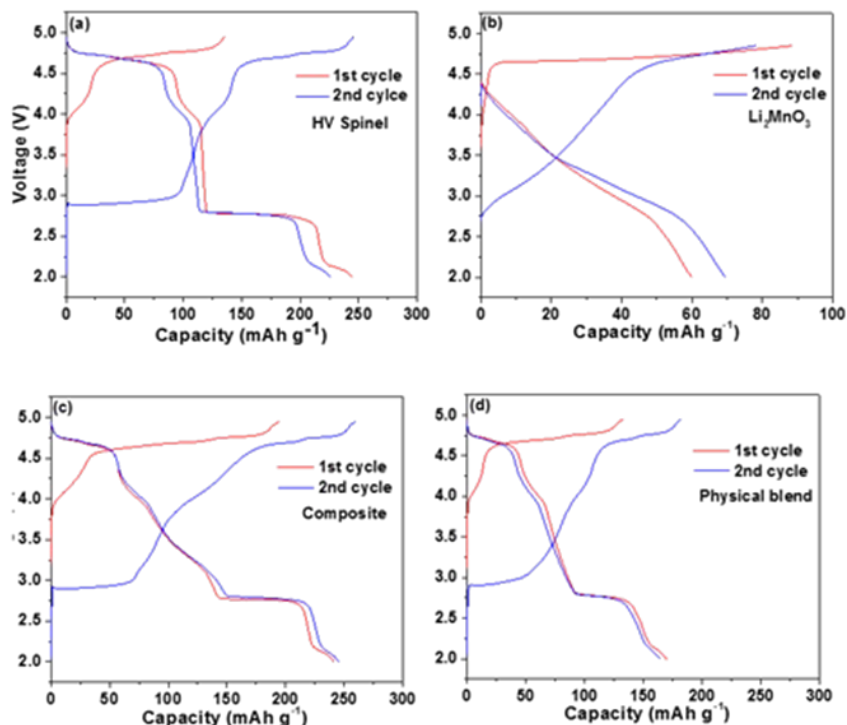 (a)
5.0
4.5
4.0
3.5
3.0
2.5
2.0
Voltage (V)
1st cycle
2nd cylce
HV Spinel
0 50 100 150 200 250 300
Capacity (mAh g⁻¹)
(b)
5.0
4.5
4.0
3.5
3.0
2.5
2.0
1st cycle
2nd cycle
Li₂MnO₃
0 20 40 60 80 100
Capacity (mAh g⁻¹)
(c)
5.0
4.5
4.0
3.5
3.0
2.5
2.0
1st cycle
2nd cycle
Composite
0 50 100 150 200 250 300
Capacity (mAh g⁻¹)
(d)
5.0
4.5
4.0
3.5
3.0
2.5
2.0
1st cycle
2nd cycle
Physical blend
0 50 100 150 200 250 300
Capacity (mAh g⁻¹)